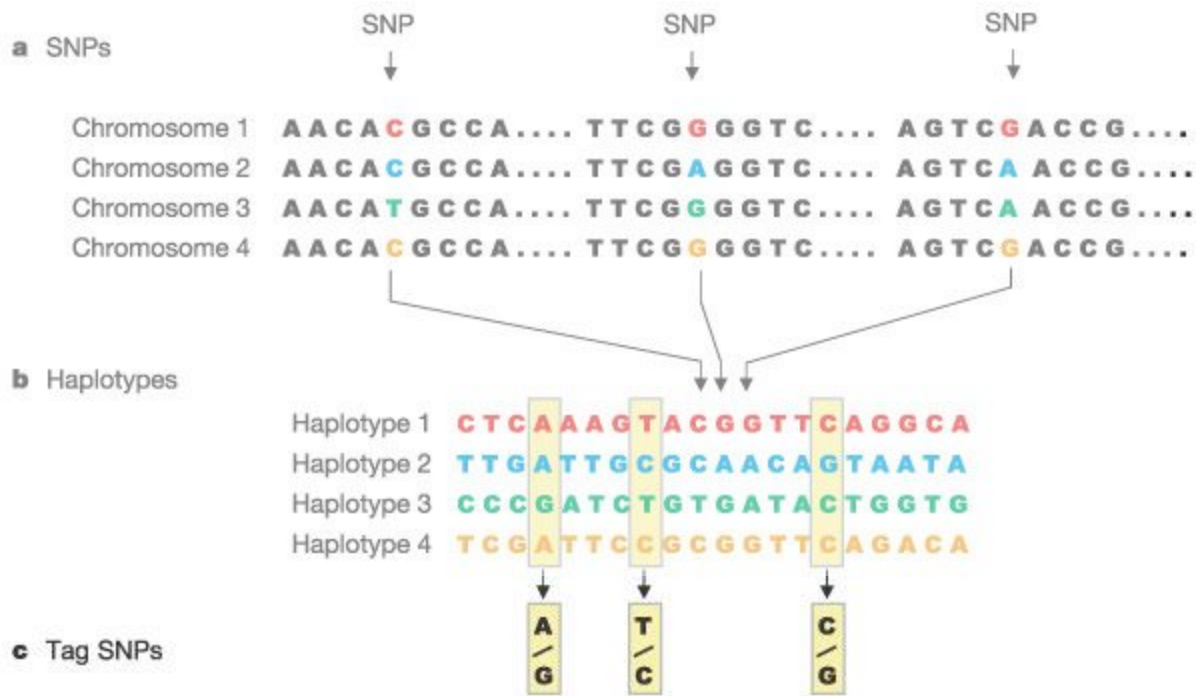 SNP SNP SNP
a SNPs
Chromosome 1 AACACGCCA.... TTCGGGGTC.... AGTCGACCG....
Chromosome 2 AACACGCCA.... TTCGAGGTC.... AGTCAACCG....
Chromosome 3 AACATGCCA.... TTCGGGGTC.... AGTCAACCG....
Chromosome 4 AACACGCCA.... TTCGGGGTC.... AGTCGACCG....
b Haplotypes
Haplotype 1 CTCAAAGTACGGTTCAGGCA
Haplotype 2 TTGATTGCGCAACAGTAATA
Haplotype 3 CCCGATCTGTGATACTGGTG
Haplotype 4 TCGATTCCGCGGTTCAGACA
c Tag SNPs
A/G T/C C/G